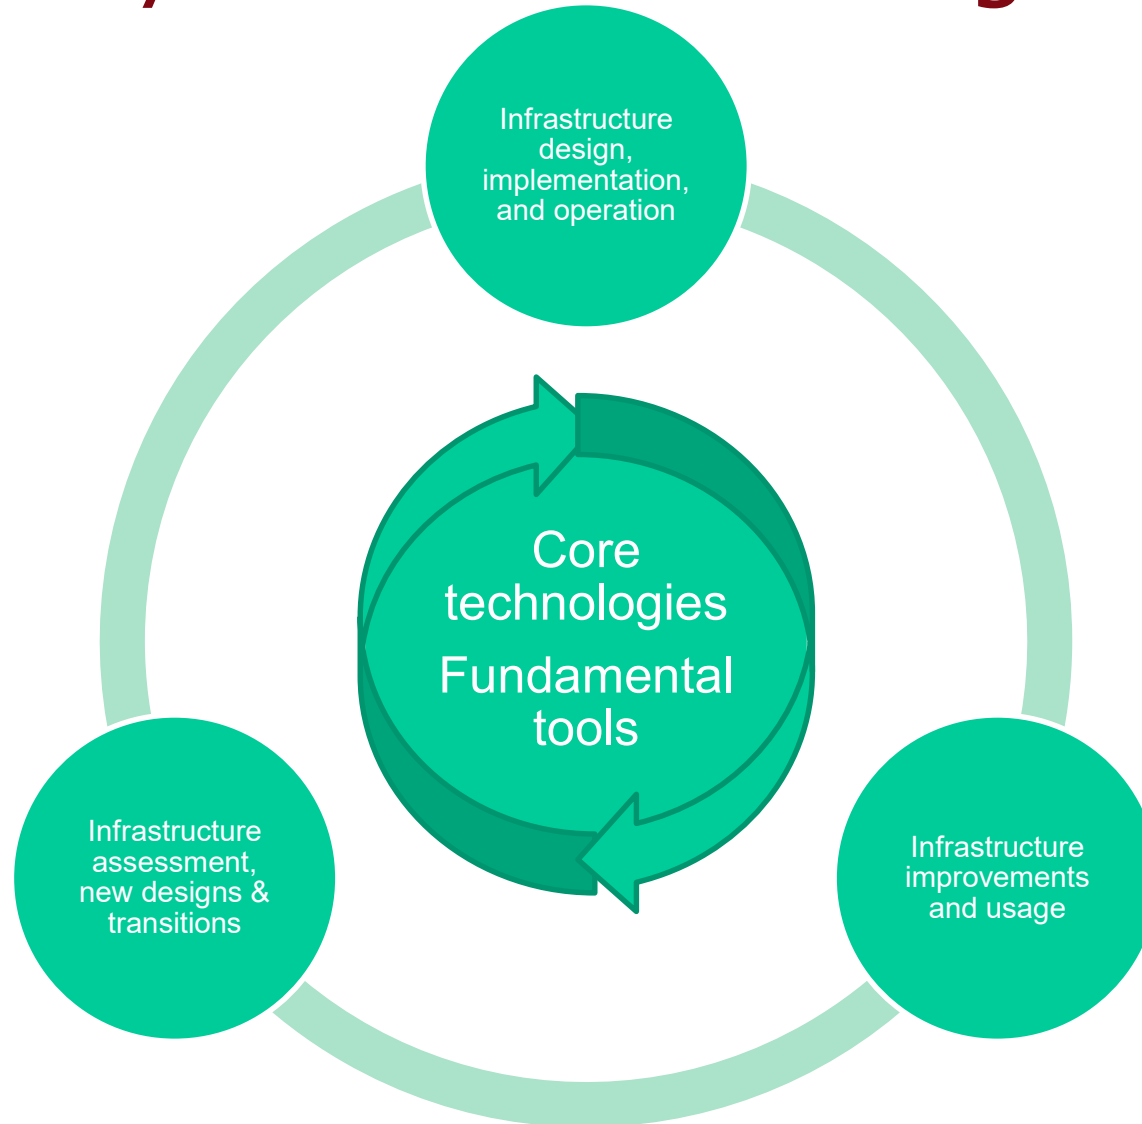 Infrastructure
design,
implementation,
and operation
Core
technologies
Fundamental
tools
Infrastructure
assessment,
new designs &
transitions
Infrastructure
improvements
and usage